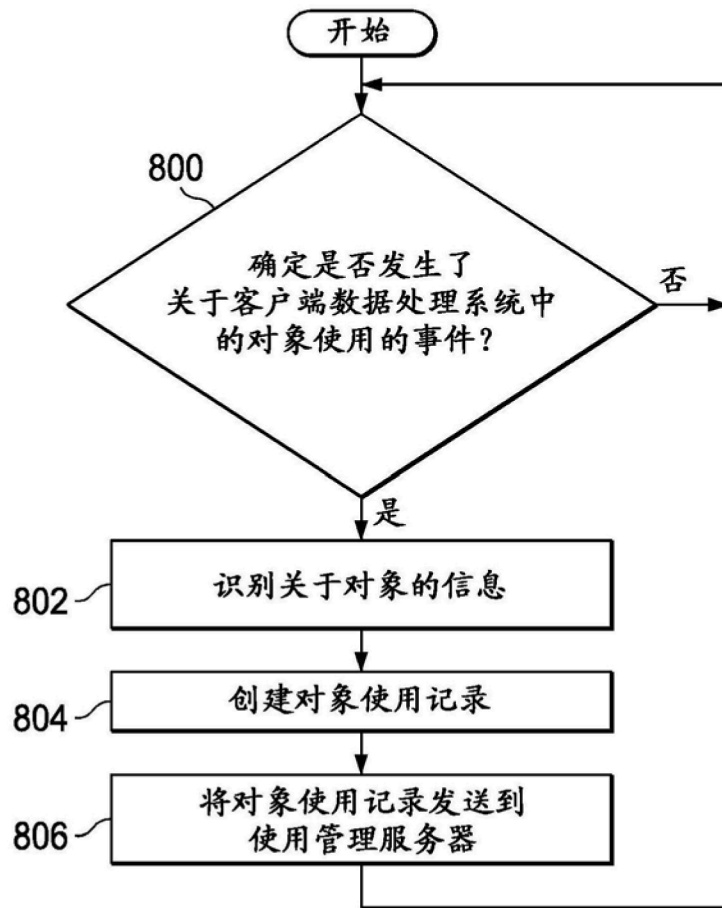 开始
800
确定是否发生了
关于客户端数据处理系统中
的对象使用的事件?
否
是
802
识别关于对象的信息
804
创建对象使用记录
806
将对象使用记录发送到
使用管理服务器